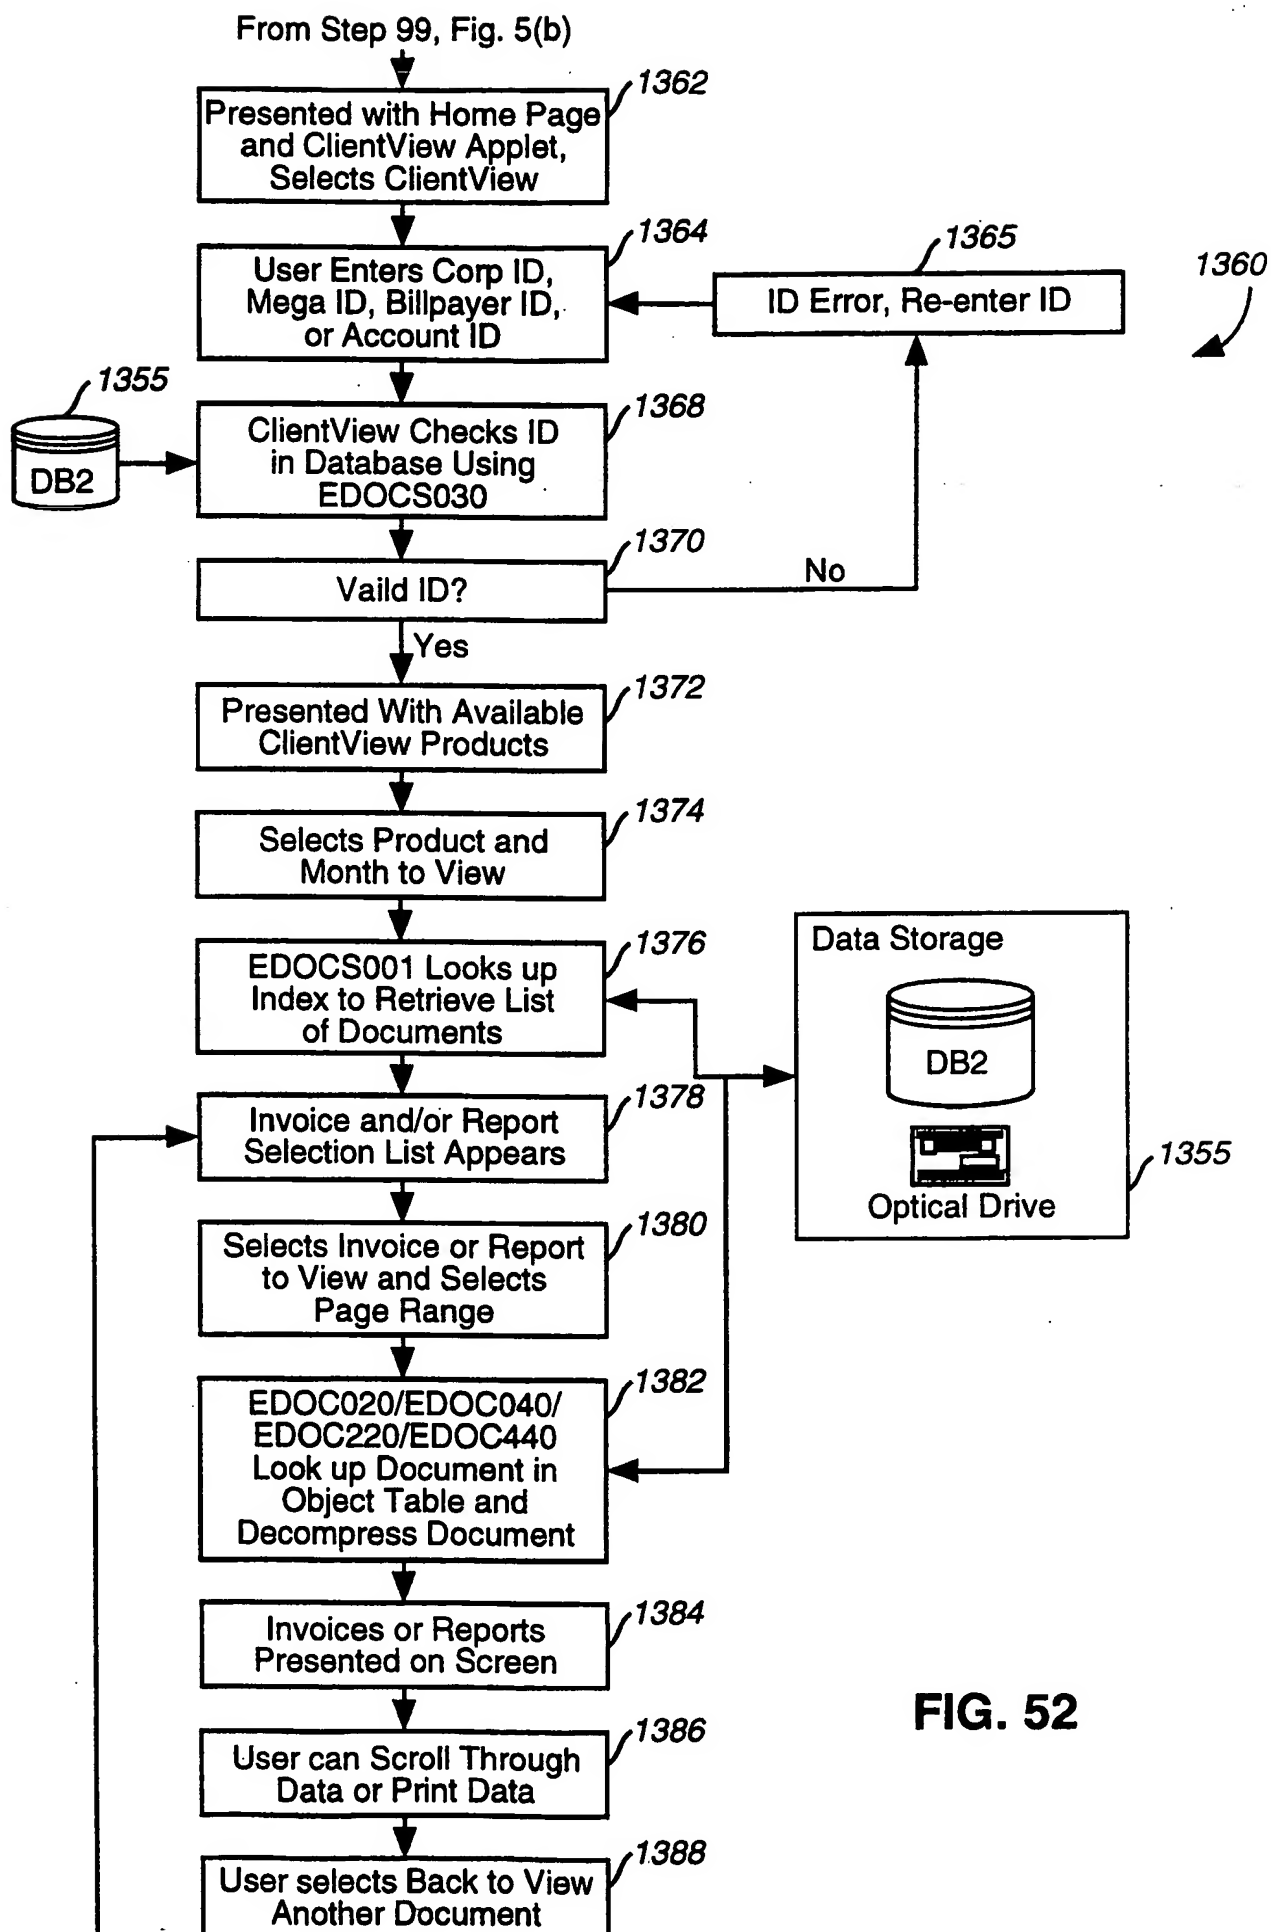 From Step 99, Fig. 5(b)
1362
Presented with Home Page
and ClientView Applet,
Selects ClientView
1364
User Enters Corp ID,
Mega ID, Billpayer ID,
or Account ID
1365
ID Error, Re-enter ID
1360
1355
DB2
1368
ClientView Checks ID
in Database Using
EDOCS030
1370
Vaild ID?
No
Yes
1372
Presented With Available
ClientView Products
1374
Selects Product and
Month to View
1376
EDOCS001 Looks up
Index to Retrieve List
of Documents
Data Storage
DB2
Optical Drive
1355
1378
Invoice and/or Report
Selection List Appears
1380
Selects Invoice or Report
to View and Selects
Page Range
1382
EDOC020/EDOC040/
EDOC220/EDOC440
Look up Document in
Object Table and
Decompress Document
1384
Invoices or Reports
Presented on Screen
1386
User can Scroll Through
Data or Print Data
1388
User selects Back to View
Another Document
FIG. 52